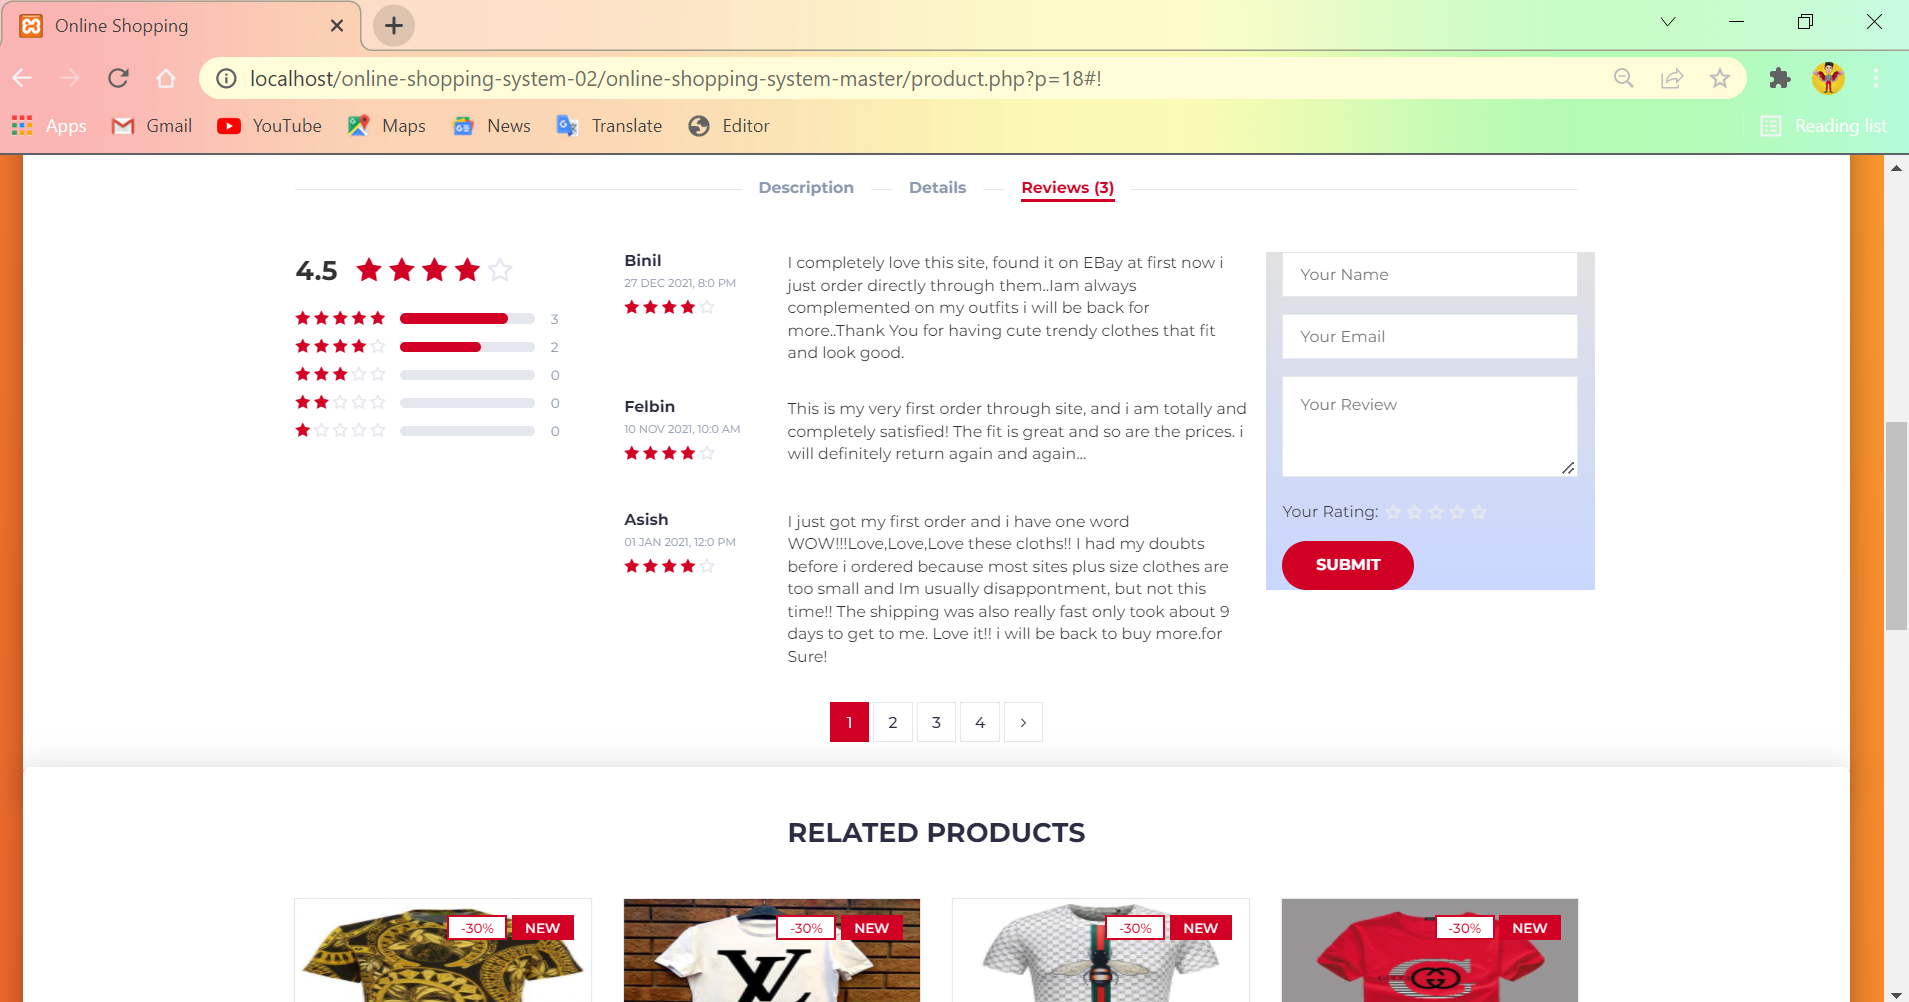 Online Shopping
localhost/online-shopping-system-02/online-shopping-system-master/product.php?p=18#!
Apps Gmail YouTube Maps News Translate Editor Reading list
Description Details Reviews (3)
4.5
3
2
0
0
0
Binil
27 DEC 2021, 8:0 PM
I completely love this site, found it on EBay at first now i
just order directly through them..Iam always
complemented on my outfits i will be back for
more..Thank You for having cute trendy clothes that fit
and look good.
Felbin
10 NOV 2021, 10:0 AM
This is my very first order through site, and i am totally and
completely satisfied! The fit is great and so are the prices. i
will definitely return again and again...
Asish
01 JAN 2021, 12:0 PM
I just got my first order and i have one word
WOW!!!Love,Love,Love these cloths!! I had my doubts
before i ordered because most sites plus size clothes are
too small and Im usually disappontment, but not this
time!! The shipping was also really fast only took about 9
days to get to me. Love it!! i will be back to buy more.for
Sure!
Your Name
Your Email
Your Review
Your Rating:
SUBMIT
1 2 3 4
RELATED PRODUCTS
-30% NEW
-30% NEW
-30% NEW
-30% NEW